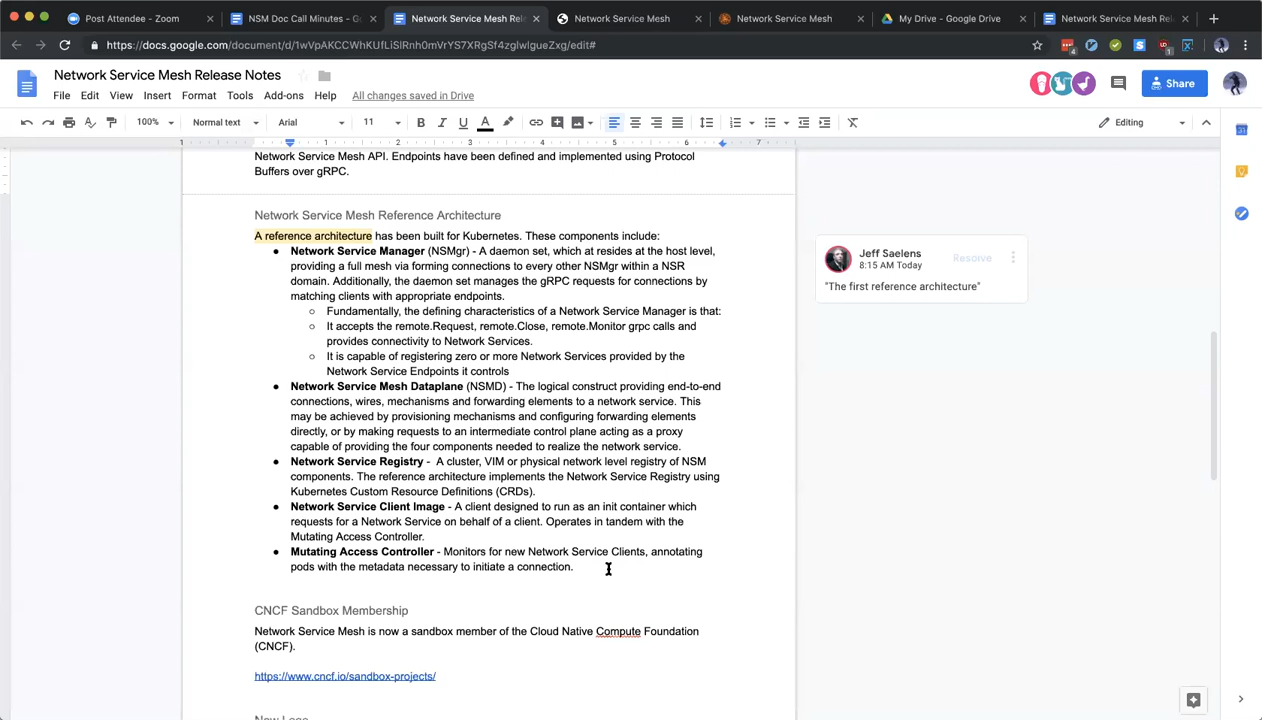 Post Attendee - Zoom
NSM Doc Call Minutes - G
Network Service Mesh Rele
Network Service Mesh
Network Service Mesh
My Drive - Google Drive
Network Service Mesh Rel
https://docs.google.com/document/d/1wVpAKCCWhKUfLiSlRnh0mVrYS7XRgSf4zglwlgueZxg/edit#
Network Service Mesh Release Notes
File Edit View Insert Format Tools Add-ons Help All changes saved in Drive
Share
100% Normal text Arial 11 B I U A Editing
1 1 2 3 4 5 6 7
Network Service Mesh API. Endpoints have been defined and implemented using Protocol
Buffers over gRPC.
Network Service Mesh Reference Architecture
A reference architecture has been built for Kubernetes. These components include:
● Network Service Manager (NSMgr) - A daemon set, which at resides at the host level,
providing a full mesh via forming connections to every other NSMgr within a NSR
domain. Additionally, the daemon set manages the gRPC requests for connections by
matching clients with appropriate endpoints.
○ Fundamentally, the defining characteristics of a Network Service Manager is that:
○ It accepts the remote.Request, remote.Close, remote.Monitor grpc calls and
provides connectivity to Network Services.
○ It is capable of registering zero or more Network Services provided by the
Network Service Endpoints it controls
● Network Service Mesh Dataplane (NSMD) - The logical construct providing end-to-end
connections, wires, mechanisms and forwarding elements to a network service. This
may be achieved by provisioning mechanisms and configuring forwarding elements
directly, or by making requests to an intermediate control plane acting as a proxy
capable of providing the four components needed to realize the network service.
● Network Service Registry - A cluster, VIM or physical network level registry of NSM
components. The reference architecture implements the Network Service Registry using
Kubernetes Custom Resource Definitions (CRDs).
● Network Service Client Image - A client designed to run as an init container which
requests for a Network Service on behalf of a client. Operates in tandem with the
Mutating Access Controller.
● Mutating Access Controller - Monitors for new Network Service Clients, annotating
pods with the metadata necessary to initiate a connection.
CNCF Sandbox Membership
Network Service Mesh is now a sandbox member of the Cloud Native Compute Foundation
(CNCF).
https://www.cncf.io/sandbox-projects/
New Logo
Jeff Saelens
8:15 AM Today
Resolve
"The first reference architecture"